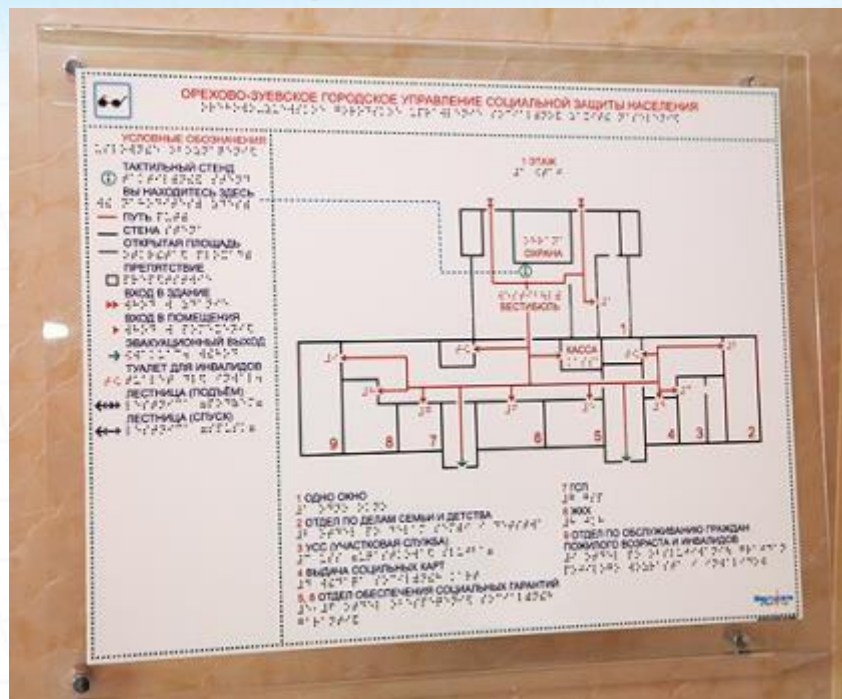 ОРЕХОВО-ЗУЕВСКОЕ ГОРОДСКОЕ УПРАВЛЕНИЕ СОЦИАЛЬНОЙ ЗАЩИТЫ НАСЕЛЕНИЯ
УСЛОВНЫЕ ОБОЗНАЧЕНИЯ
ТАКТИЛЬНЫЙ СТЕНД
ВЫ НАХОДИТЕСЬ ЗДЕСЬ
ПУТЬ
СТЕНА
ОТКРЫТАЯ ПЛОЩАДЬ
ПРЕПЯТСТВИЕ
ВХОД В ЗДАНИЕ
ВХОД В ПОМЕЩЕНИЯ
ЭВАКУАЦИОННЫЙ ВЫХОД
ТУАЛЕТ ДЛЯ ИНВАЛИДОВ
ЛЕСТНИЦА (ПОДЪЁМ)
ЛЕСТНИЦА (СПУСК)
1 ЭТАЖ
ОХРАНА
ВЕСТИБЮЛЬ
1
КАССА
9 8 7 6 5 4 3 2
1 ОДНО ОКНО
2 ОТДЕЛ ПО ДЕЛАМ СЕМЬИ И ДЕТСТВА
3 УСС (УЧАСТКОВАЯ СЛУЖБА)
4 ВЫДАЧА СОЦИАЛЬНЫХ КАРТ
5, 6 ОТДЕЛ ОБЕСПЕЧЕНИЯ СОЦИАЛЬНЫХ ГАРАНТИЙ
7 ГСП
8 ЖКХ
9 ОТДЕЛ ПО ОБСЛУЖИВАНИЮ ГРАЖДАН
ПОЖИЛОГО ВОЗРАСТА И ИНВАЛИДОВ